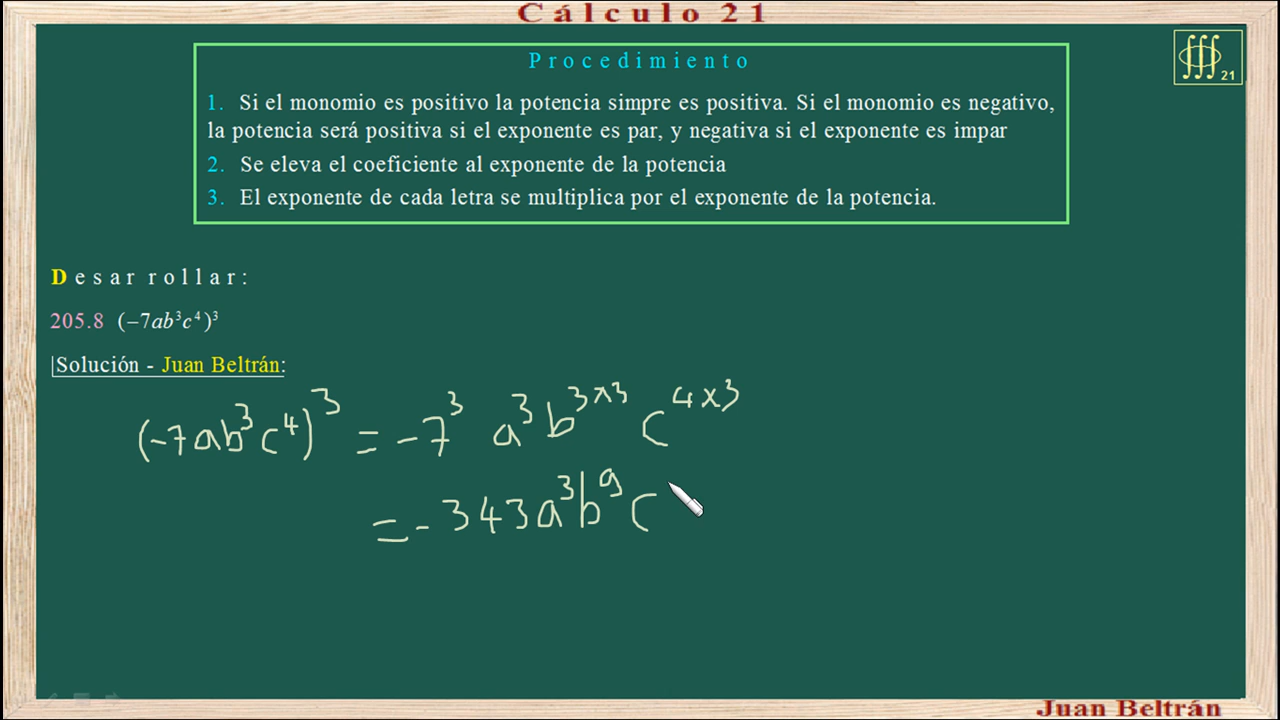 Cálculo 21
Procedimiento
∫∫∫ 21
1. Si el monomio es positivo la potencia simpre es positiva. Si el monomio es negativo,
la potencia será positiva si el exponente es par, y negativa si el exponente es impar
2. Se eleva el coeficiente al exponente de la potencia
3. El exponente de cada letra se multiplica por el exponente de la potencia.
Desarrollar:
205.8 (–7ab³c⁴)³
|Solución - Juan Beltrán:
(-7ab³c⁴)³ = -7³ a³ b³ˣ³ c⁴ˣ³
= -343a³b⁹c
Juan Beltrán